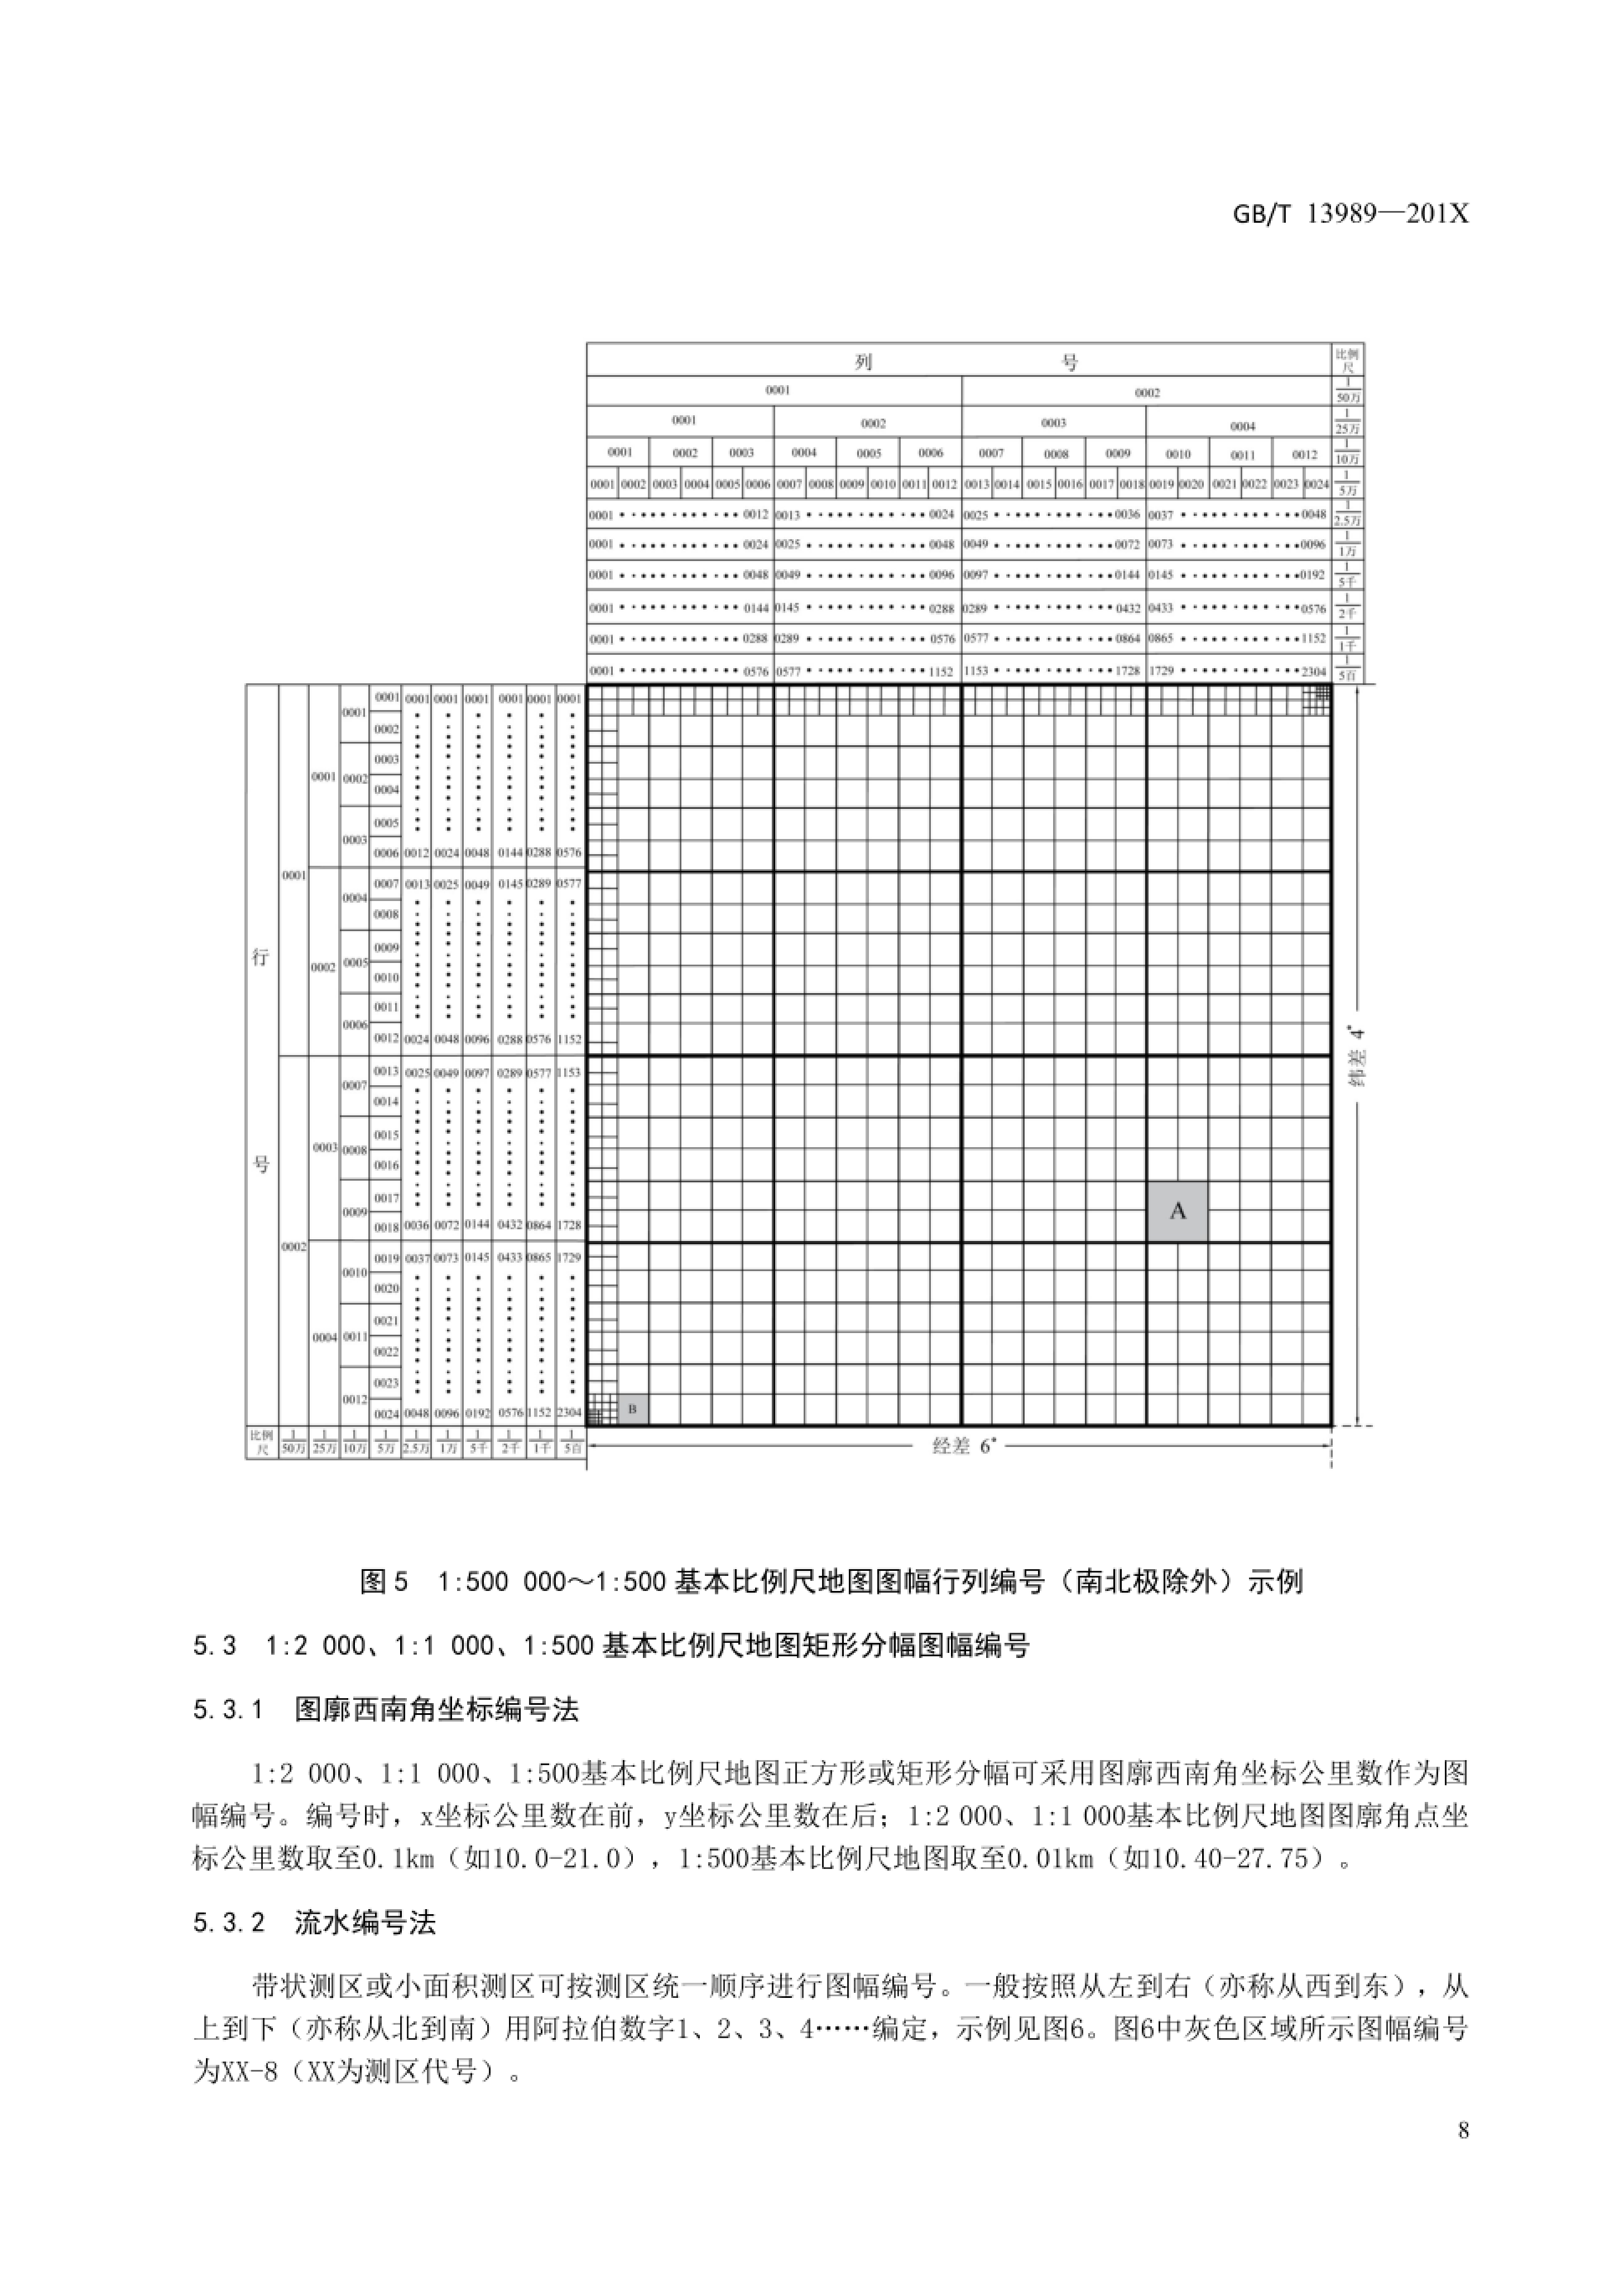 GB/T 13989—201X
列 号 比例尺
0001 0002 1/50万
0001 0002 0003 0004 1/25万
0001 0002 0003 0004 0005 0006 0007 0008 0009 0010 0011 0012 1/10万
0001 0002 0003 0004 0005 0006 0007 0008 0009 0010 0011 0012 0013 0014 0015 0016 0017 0018 0019 0020 0021 0022 0023 0024 1/5万
0001 ············ 0012 0013 ············ 0024 0025 ············ 0036 0037 ············ 0048 1/2.5万
0001 ············ 0024 0025 ············ 0048 0049 ············ 0072 0073 ············ 0096 1/1万
0001 ············ 0048 0049 ············ 0096 0097 ············ 0144 0145 ············ 0192 1/5千
0001 ············ 0144 0145 ············ 0288 0289 ············ 0432 0433 ············ 0576 1/2千
0001 ············ 0288 0289 ············ 0576 0577 ············ 0864 0865 ············ 1152 1/1千
0001 ············ 0576 0577 ············ 1152 1153 ············ 1728 1729 ············ 2304 1/5百
行 号
0001 0002
0001 0002 0003 0004
0001 0002 0003 0004 0005 0006 0007 0008 0009 0010 0011 0012
0001 0002 0003 0004 0005 0006 0007 0008 0009 0010 0011 0012 0013 0014 0015 0016 0017 0018 0019 0020 0021 0022 0023 0024
0001 0001 0001 0001 0001 0001
0012 0024 0048 0144 0288 0576
0013 0025 0049 0145 0289 0577
0024 0048 0096 0288 0576 1152
0025 0049 0097 0289 0577 1153
0036 0072 0144 0432 0864 1728
0037 0073 0145 0433 0865 1729
0048 0096 0192 0576 1152 2304
比例尺 1/50万 1/25万 1/10万 1/5万 1/2.5万 1/1万 1/5千 1/2千 1/1千 1/5百
A
B
纬差 4°
经差 6°
图 5 1:500 000～1:500 基本比例尺地图图幅行列编号（南北极除外）示例
5.3 1:2 000、1:1 000、1:500 基本比例尺地图矩形分幅图幅编号
5.3.1 图廓西南角坐标编号法
1:2 000、1:1 000、1:500基本比例尺地图正方形或矩形分幅可采用图廓西南角坐标公里数作为图
幅编号。编号时，x坐标公里数在前，y坐标公里数在后；1:2 000、1:1 000基本比例尺地图图廓角点坐
标公里数取至0.1km（如10.0-21.0），1:500基本比例尺地图取至0.01km（如10.40-27.75）。
5.3.2 流水编号法
带状测区或小面积测区可按测区统一顺序进行图幅编号。一般按照从左到右（亦称从西到东），从
上到下（亦称从北到南）用阿拉伯数字1、2、3、4……编定，示例见图6。图6中灰色区域所示图幅编号
为XX-8（XX为测区代号）。
8